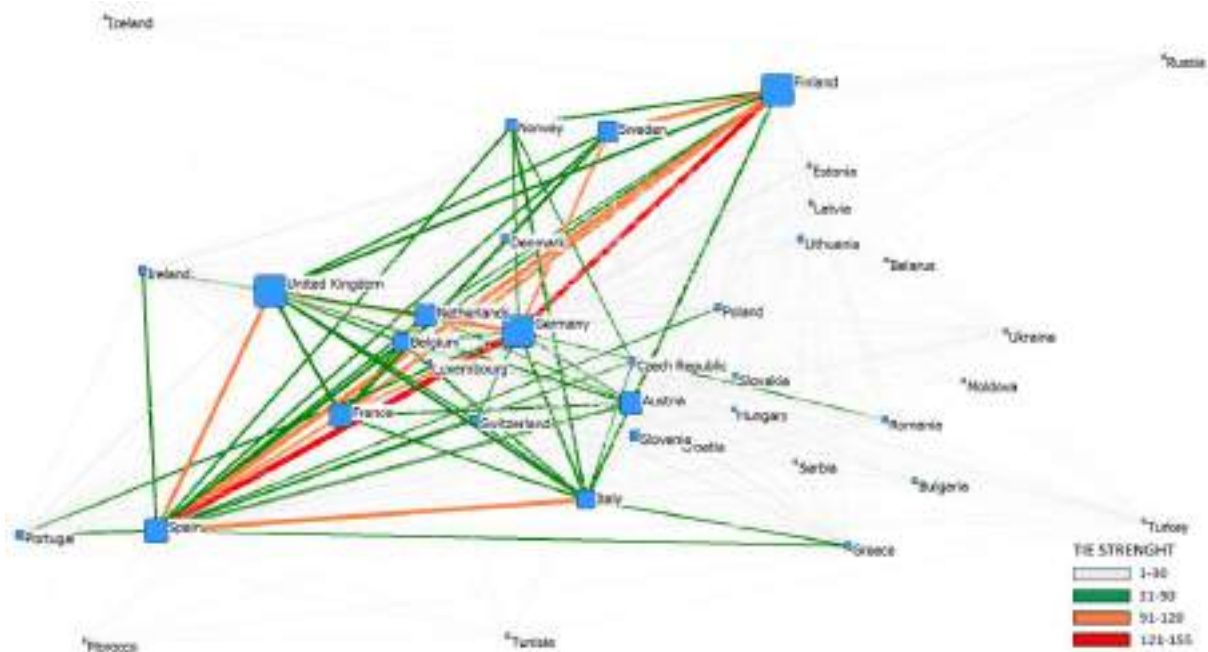 Iceland
Russia
Finland
Norway
Sweden
Estonia
Latvia
Denmark
Lithuania
Belarus
Ireland
United Kingdom
Netherlands
Germany
Poland
Belgium
Ukraine
Luxembourg
Czech Republic
Slovakia
Moldova
Austria
France
Switzerland
Hungary
Romania
Slovenia
Croatia
Serbia
Bulgaria
Italy
Spain
Portugal
Greece
Turkey
TIE STRENGHT
1-30
31-90
91-120
121-155
Morocco
Tunisia